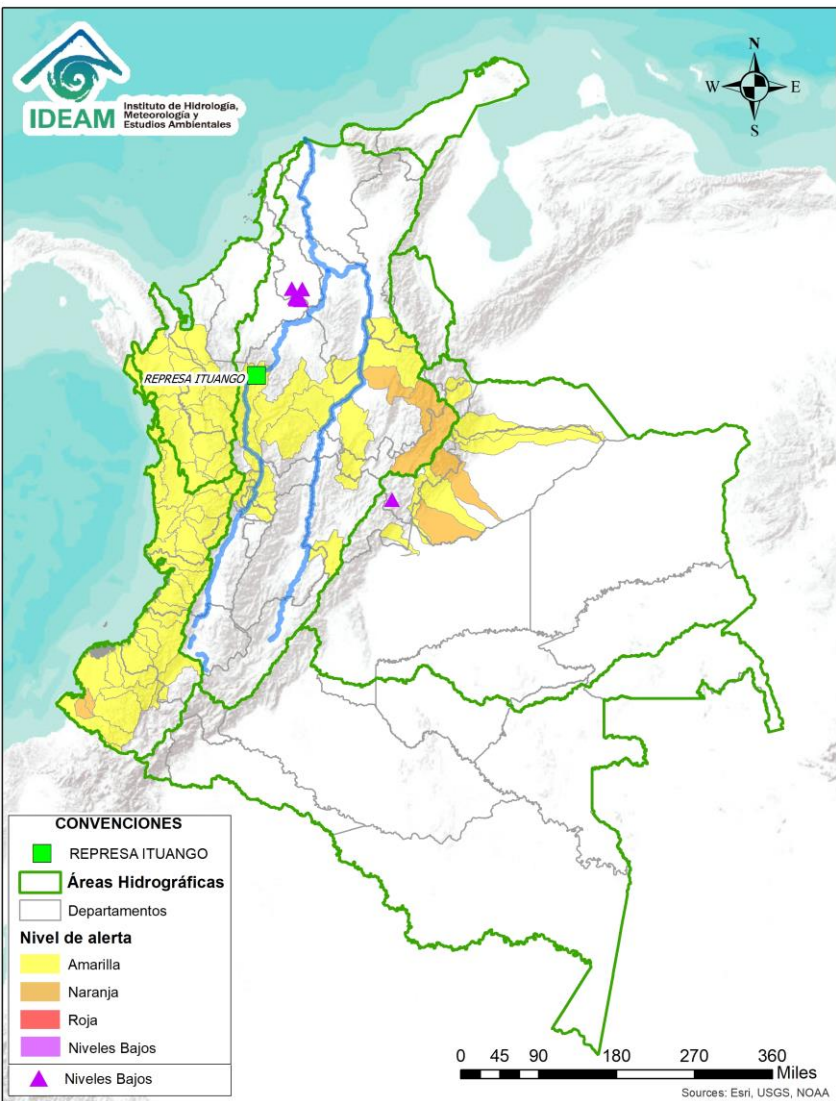 IDEAM
Instituto de Hidrología,
Meteorología y
Estudios Ambientales
N
W
E
S
REPRESA ITUANGO
CONVENCIONES
REPRESA ITUANGO
Áreas Hidrográficas
Departamentos
Nivel de alerta
Amarilla
Naranja
Roja
Niveles Bajos
Niveles Bajos
0 45 90 180 270 360
Miles
Sources: Esri, USGS, NOAA